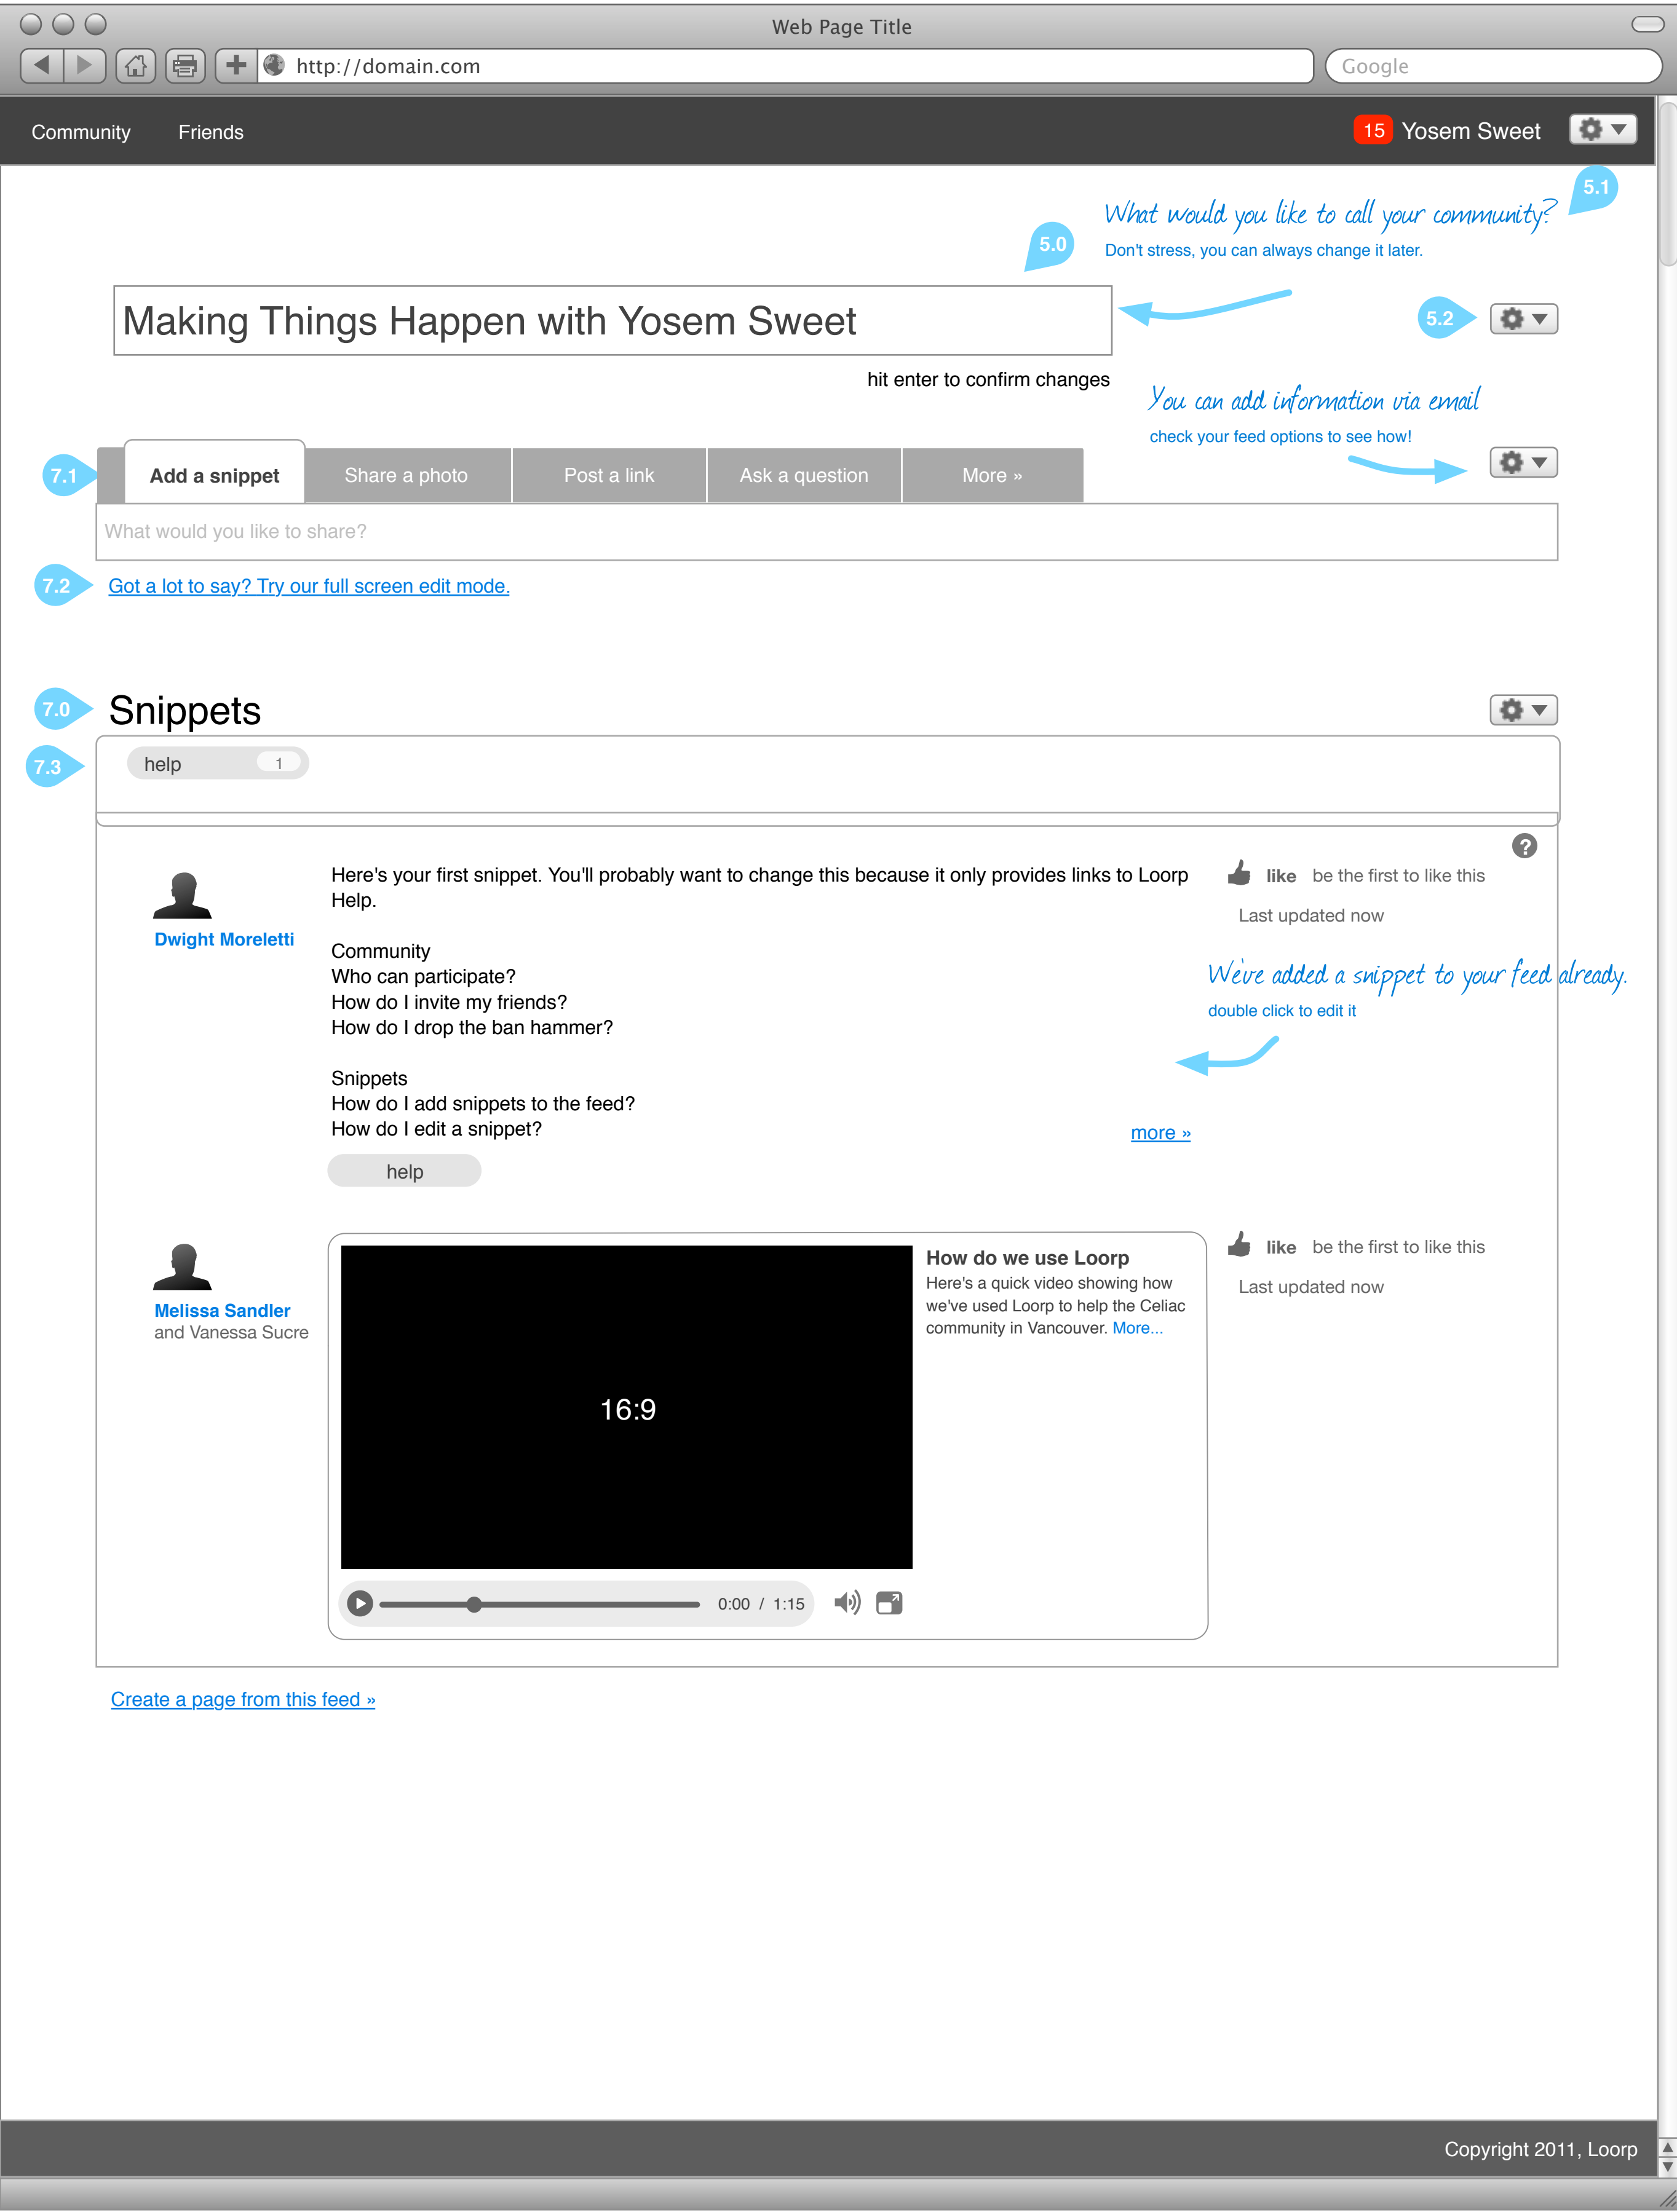 Web Page Title
http://domain.com
Google
Community Friends
15 Yosem Sweet
5.1
What would you like to call your community?
5.0
Don't stress, you can always change it later.
Making Things Happen with Yosem Sweet
5.2
hit enter to confirm changes
You can add information via email
check your feed options to see how!
7.1
Add a snippet Share a photo Post a link Ask a question More »
What would you like to share?
7.2
Got a lot to say? Try our full screen edit mode.
7.0
Snippets
7.3
help 1
?
Here's your first snippet. You'll probably want to change this because it only provides links to Loorp
Help.
like be the first to like this
Last updated now
Dwight Moreletti
Community
Who can participate?
How do I invite my friends?
How do I drop the ban hammer?
We've added a snippet to your feed already.
double click to edit it
Snippets
How do I add snippets to the feed?
How do I edit a snippet?
more »
help
Melissa Sandler
and Vanessa Sucre
16:9
How do we use Loorp
Here's a quick video showing how
we've used Loorp to help the Celiac
community in Vancouver. More...
like be the first to like this
Last updated now
0:00 / 1:15
Create a page from this feed »
Copyright 2011, Loorp